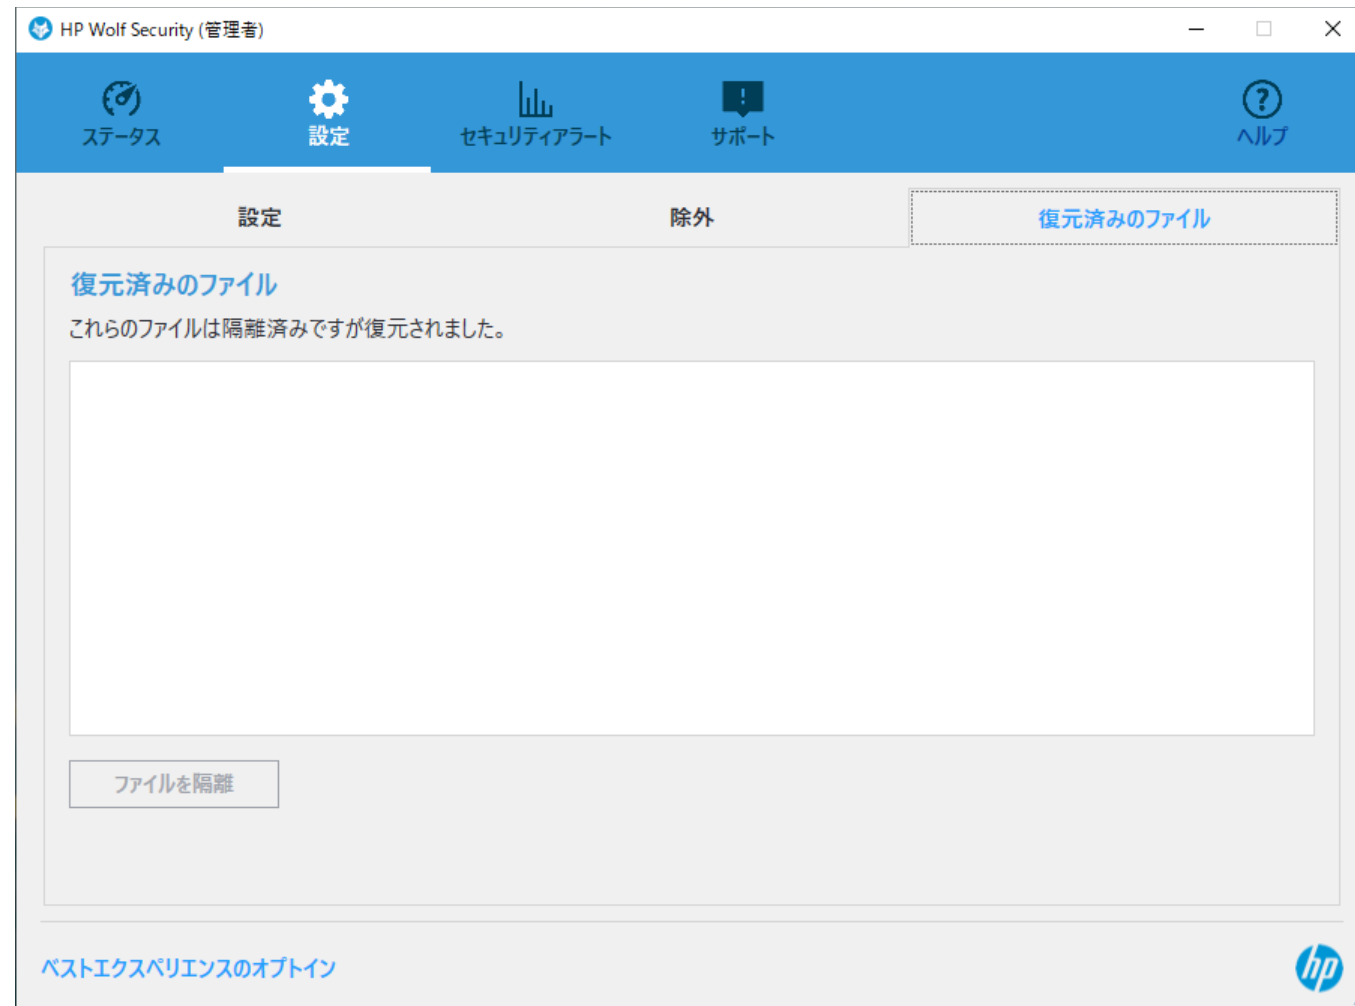 HP Wolf Security (管理者)
ステータス
設定
セキュリティアラート
サポート
ヘルプ
設定
除外
復元済みのファイル
復元済みのファイル
これらのファイルは隔離済みですが復元されました。
ファイルを隔離
ベストエクスペリエンスのオプトイン
hp